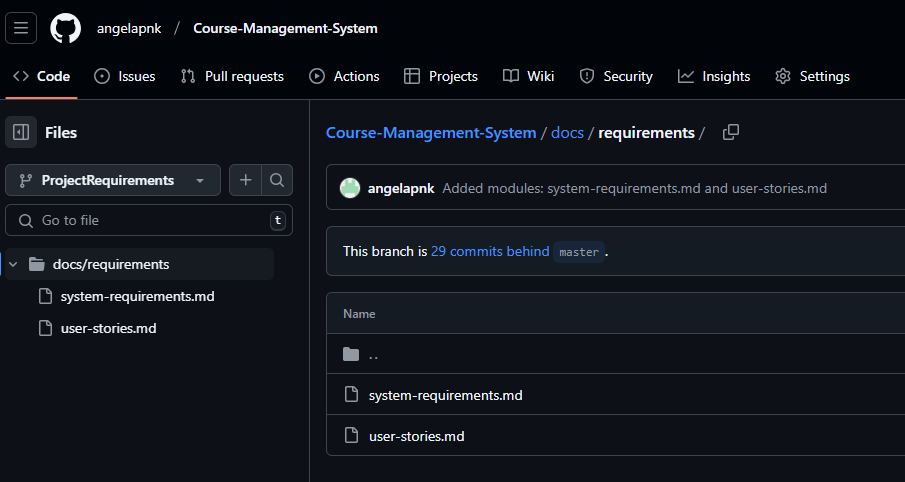 angelapnk / Course-Management-System
Code Issues Pull requests Actions Projects Wiki Security Insights Settings
Files
ProjectRequirements
Go to file t
docs/requirements
system-requirements.md
user-stories.md
Course-Management-System / docs / requirements /
angelapnk Added modules: system-requirements.md and user-stories.md
This branch is 29 commits behind master .
Name
..
system-requirements.md
user-stories.md